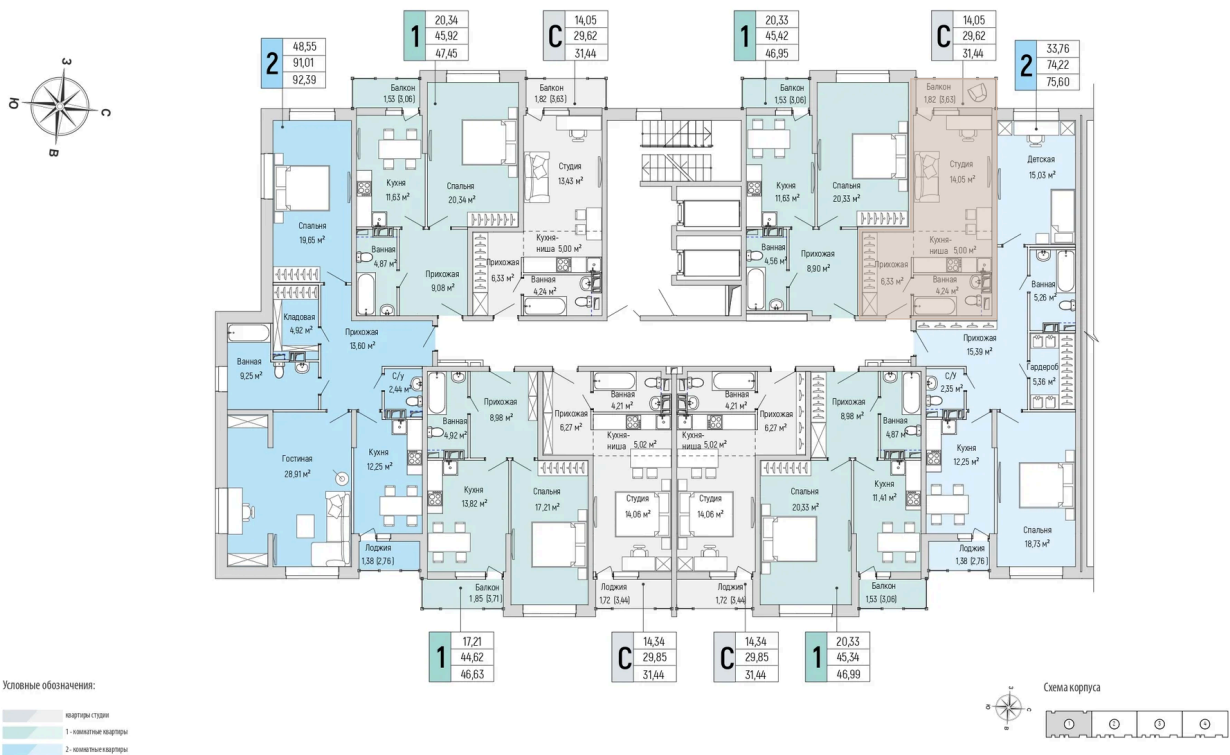 2
48,55
91,01
92,39
1
20,34
45,92
47,45
С
14,05
29,62
31,44
1
20,33
45,42
46,95
С
14,05
29,62
31,44
2
33,76
74,22
75,60
З
Ю
С
В
Балкон
1,53 (3,06)
Балкон
1,82 (3,63)
Балкон
1,53 (3,06)
Балкон
1,82 (3,63)
Спальня
19,65 м²
Кухня
11,63 м²
Спальня
20,34 м²
Студия
13,43 м²
Кухня
11,63 м²
Спальня
20,33 м²
Студия
14,05 м²
Детская
15,03 м²
Ванная
4,87 м²
Прихожая
9,08 м²
Прихожая
6,33 м²
Кухня-
ниша 5,00 м²
Ванная
4,24 м²
Ванная
4,56 м²
Прихожая
8,90 м²
Прихожая
6,33 м²
Кухня-
ниша 5,00 м²
Ванная
4,24 м²
Ванная
5,26 м²
Кладовая
4,92 м²
Прихожая
13,60 м²
Ванная
9,25 м²
С/у
2,44 м²
Прихожая
15,39 м²
Гардероб
5,36 м²
С/у
2,35 м²
Гостиная
28,91 м²
Кухня
12,25 м²
Ванная
4,92 м²
Прихожая
8,98 м²
Прихожая
6,27 м²
Ванная
4,21 м²
Кухня-
ниша 5,02 м²
Ванная
4,21 м²
Кухня-
ниша 5,02 м²
Прихожая
6,27 м²
Прихожая
8,98 м²
Ванная
4,87 м²
Кухня
12,25 м²
Кухня
13,82 м²
Спальня
17,21 м²
Студия
14,06 м²
Студия
14,06 м²
Спальня
20,33 м²
Кухня
11,41 м²
Спальня
18,73 м²
Лоджия
1,38 (2,76)
Балкон
1,85 (3,71)
Лоджия
1,72 (3,44)
Лоджия
1,72 (3,44)
Балкон
1,53 (3,06)
Лоджия
1,38 (2,76)
1
17,21
44,62
46,63
С
14,34
29,85
31,44
С
14,34
29,85
31,44
1
20,33
45,34
46,99
Условные обозначения:
квартиры студии
1 - комнатные квартиры
2 - комнатные квартиры
Схема корпуса
З
Ю
С
В
1
2
3
4